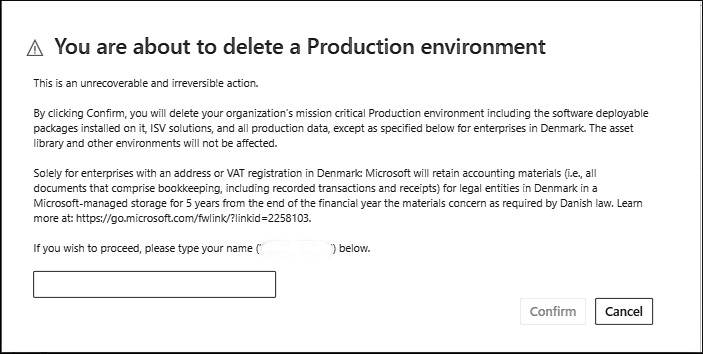 You are about to delete a Production environment
This is an unrecoverable and irreversible action.
By clicking Confirm, you will delete your organization's mission critical Production environment including the software deployable
packages installed on it, ISV solutions, and all production data, except as specified below for enterprises in Denmark. The asset
library and other environments will not be affected.
Solely for enterprises with an address or VAT registration in Denmark: Microsoft will retain accounting materials (i.e., all
documents that comprise bookkeeping, including recorded transactions and receipts) for legal entities in Denmark in a
Microsoft-managed storage for 5 years from the end of the financial year the materials concern as required by Danish law. Learn
more at: https://go.microsoft.com/fwlink/?linkid=2258103.
If you wish to proceed, please type your name (' ') below.
Confirm Cancel